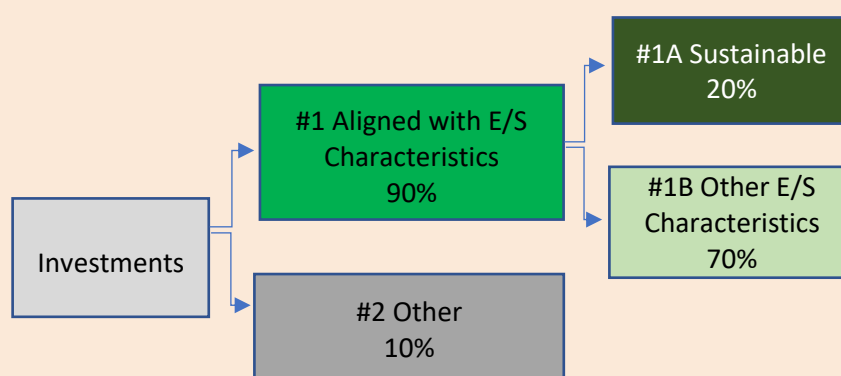 #1A Sustainable
20%
#1 Aligned with E/S
Characteristics
90%
#1B Other E/S
Characteristics
70%
Investments
#2 Other
10%